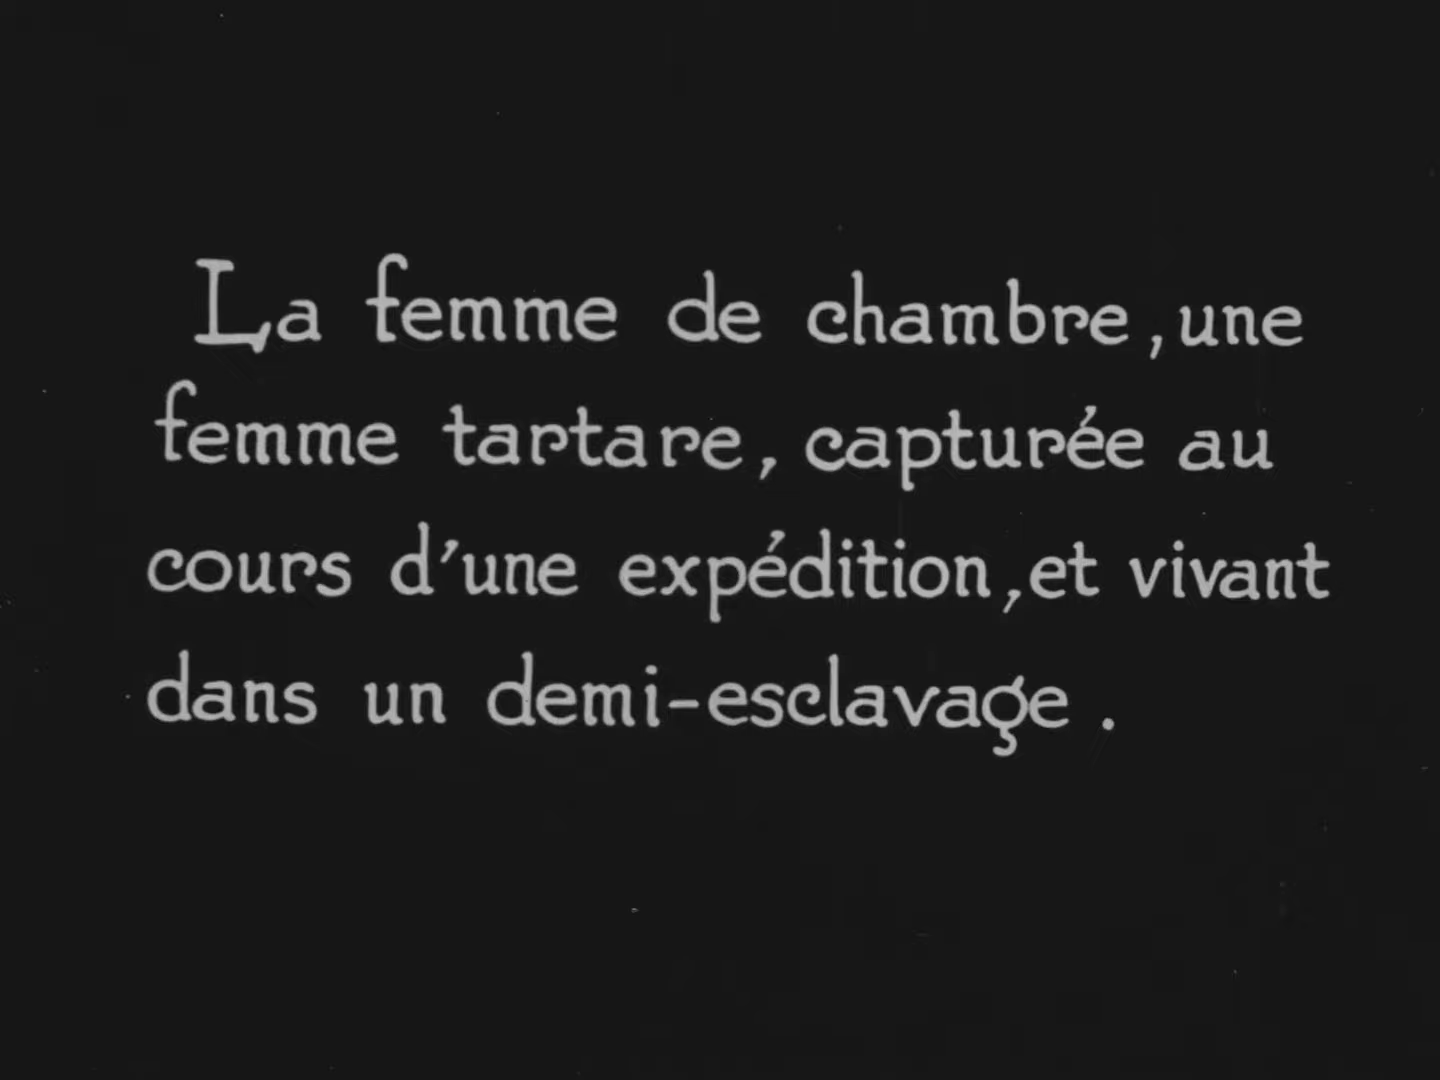 La femme de chambre, une
femme tartare, capturée au
cours d'une expédition, et vivant
dans un demi-esclavage.